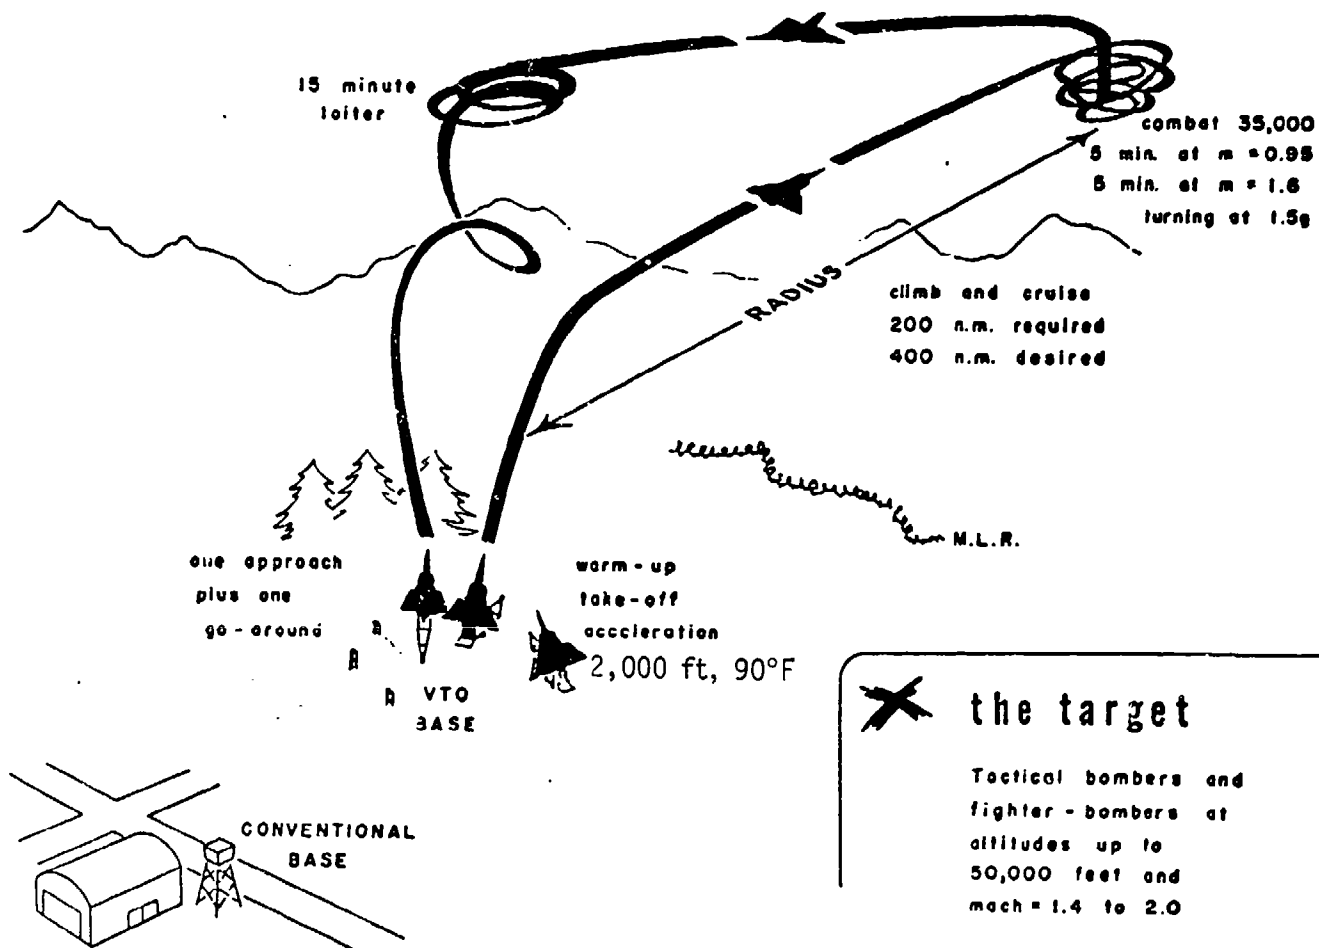 15 minute
loiter
combat 35,000
5 min. at m = 0.95
5 min. at m = 1.6
turning at 1.5g
RADIUS
climb and cruise
200 n.m. required
400 n.m. desired
M.L.R.
one approach
plus one
go-around
warm-up
take-off
acccleration
2,000 ft, 90°F
VTO
BASE
CONVENTIONAL
BASE
the target
Tactical bombers and
fighter-bombers at
altitudes up to
50,000 feet and
mach = 1.4 to 2.0